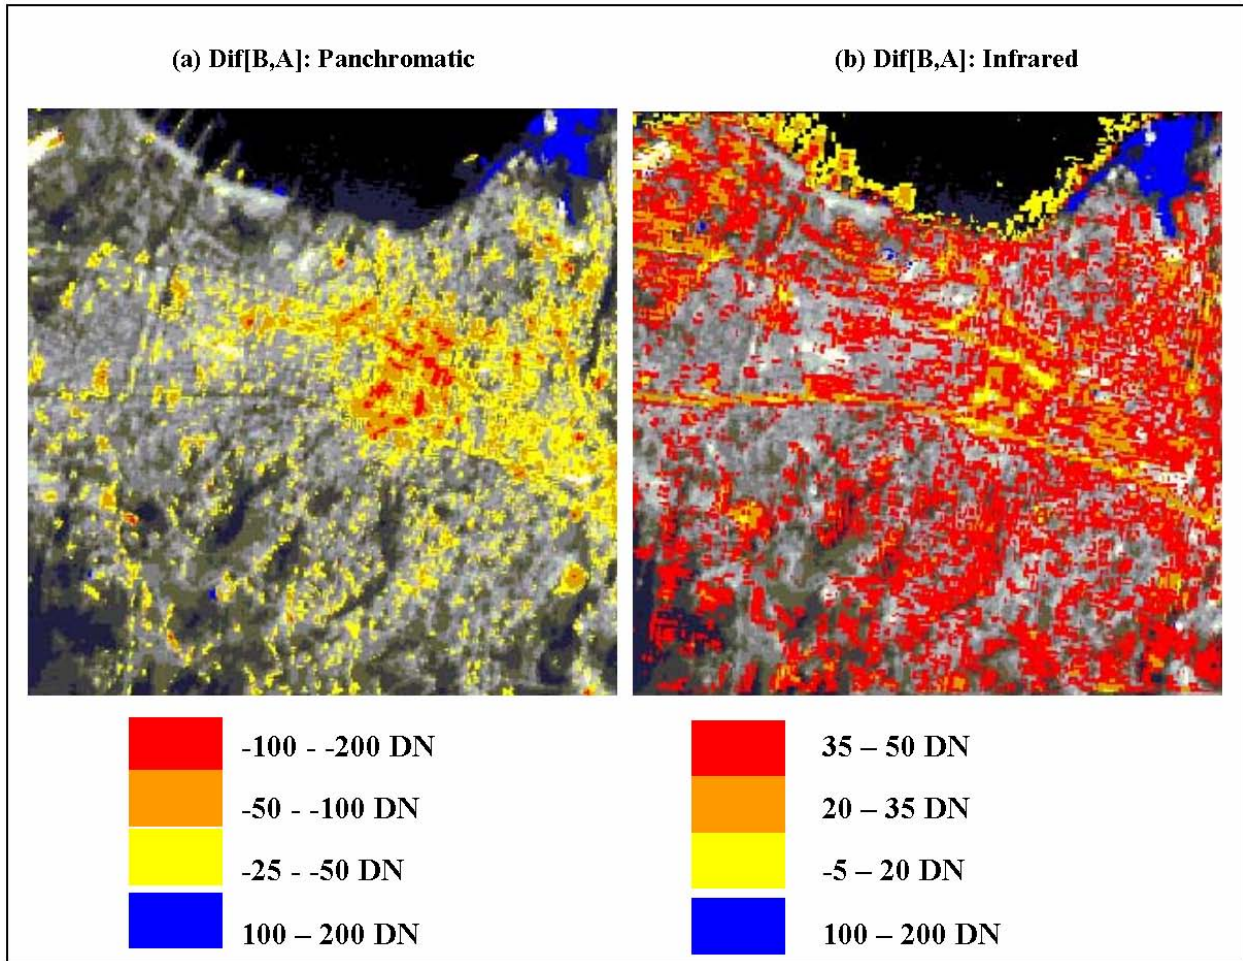 (a) Dif[B,A]: Panchromatic
(b) Dif[B,A]: Infrared
-100 - -200 DN
-50 - -100 DN
-25 - -50 DN
100 – 200 DN
35 – 50 DN
20 – 35 DN
-5 – 20 DN
100 – 200 DN